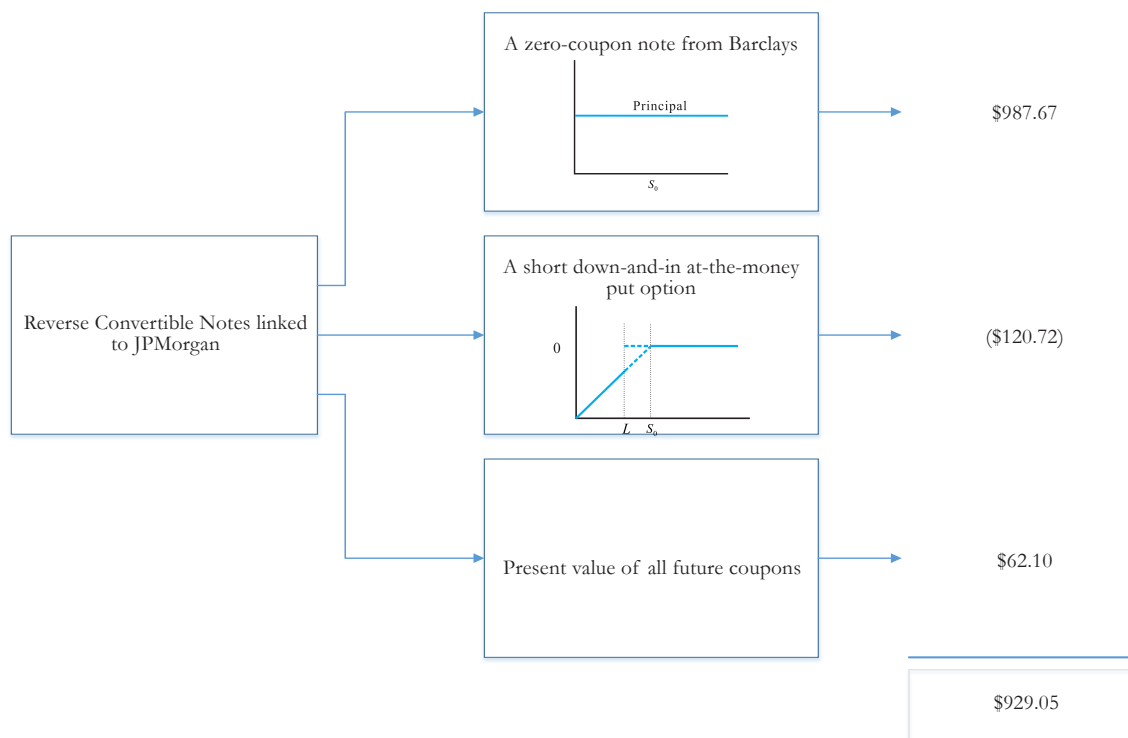 A zero-coupon note from Barclays
Principal
S₀
$987.67
Reverse Convertible Notes linked
to JPMorgan
A short down-and-in at-the-money
put option
0
L S₀
($120.72)
Present value of all future coupons
$62.10
$929.05